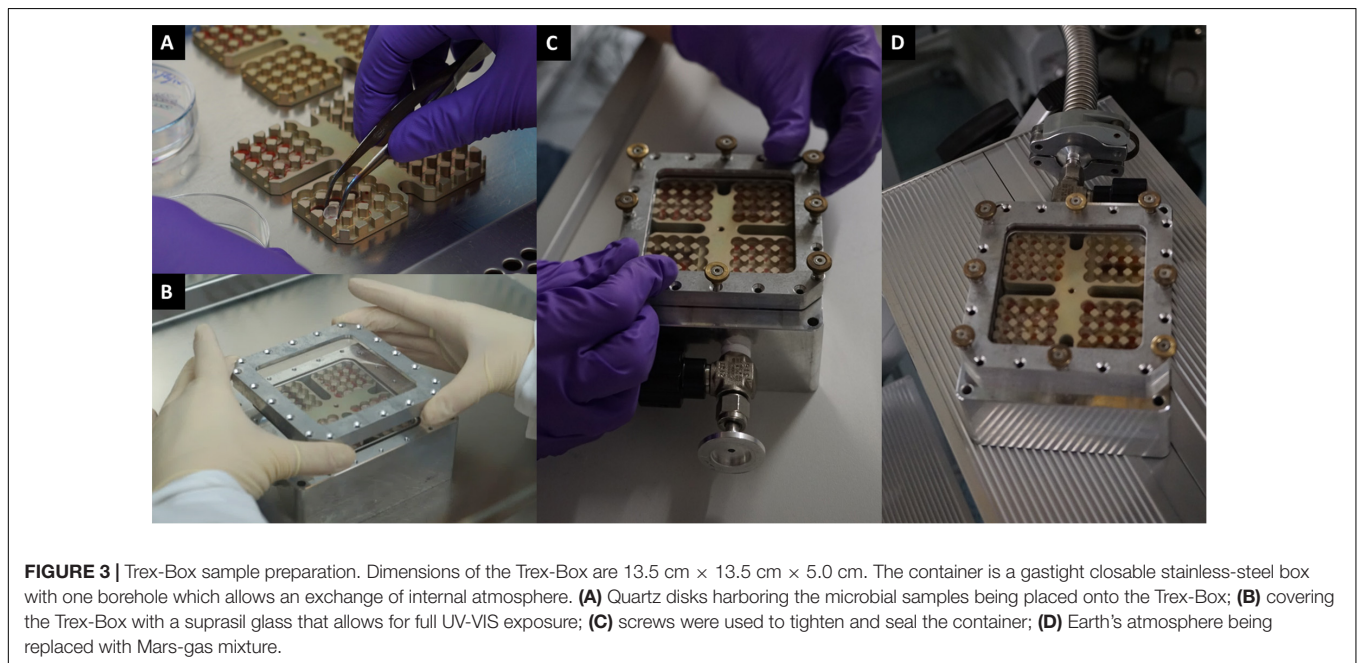 A
C
D
B
FIGURE 3 | Trex-Box sample preparation. Dimensions of the Trex-Box are 13.5 cm × 13.5 cm × 5.0 cm. The container is a gastight closable stainless-steel box
with one borehole which allows an exchange of internal atmosphere. (A) Quartz disks harboring the microbial samples being placed onto the Trex-Box; (B) covering
the Trex-Box with a suprasil glass that allows for full UV-VIS exposure; (C) screws were used to tighten and seal the container; (D) Earth's atmosphere being
replaced with Mars-gas mixture.